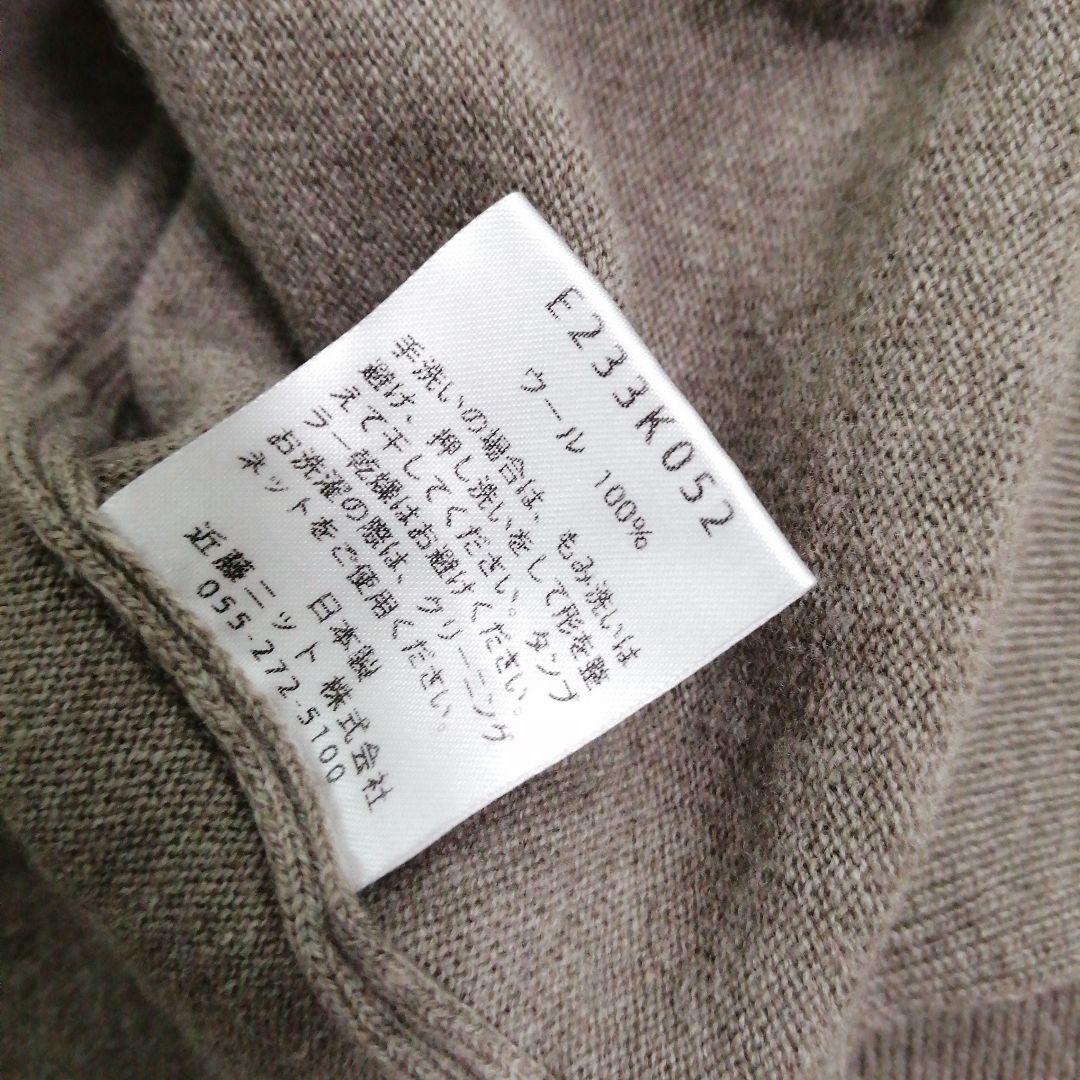 E233K052
ウール 100%
手洗いの場合は、もみ洗いは
避け、押し洗いをして形を整
えて干してください。タンブ
ラー乾燥はお避けください。
お洗濯の際は、クリーニング
ネットをご使用ください。
日本製
近藤ニット株式会社
055-272-5100